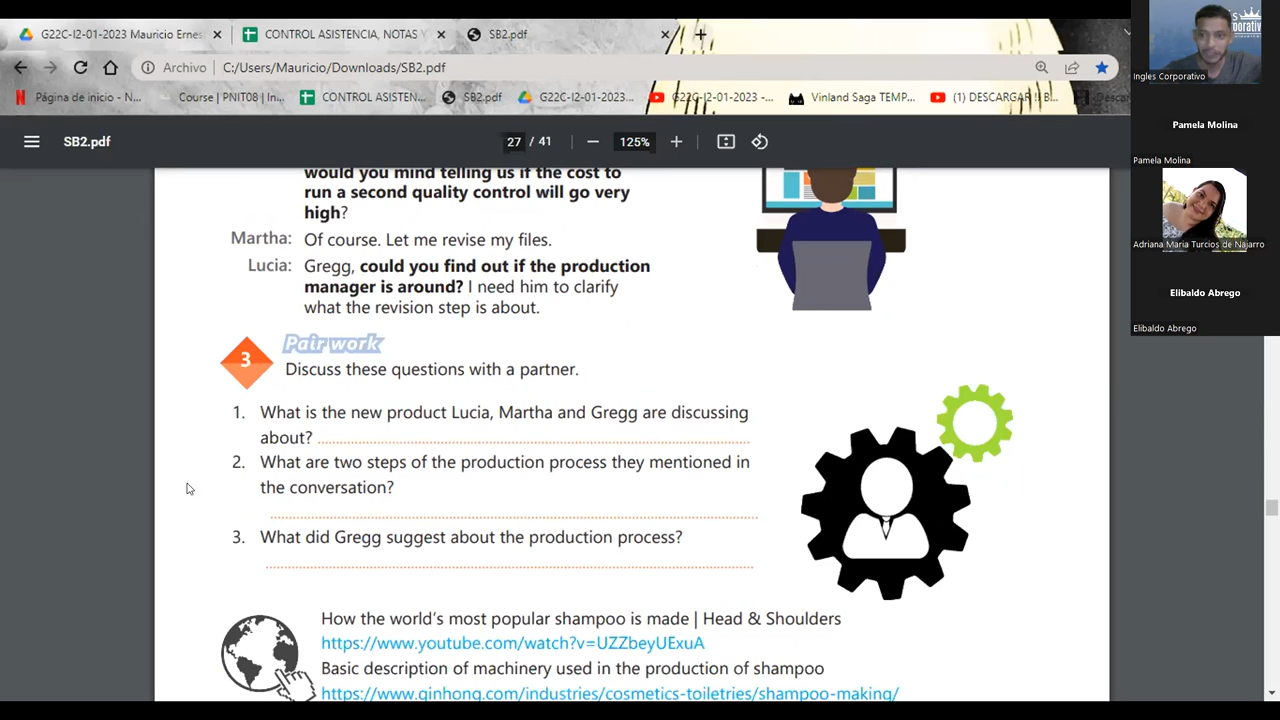 G22C-I2-01-2023 Mauricio Ernes
CONTROL ASISTENCIA, NOTAS Y
SB2.pdf
Archivo
C:/Users/Mauricio/Downloads/SB2.pdf
Página de inicio - N...
Course | PNIT08 | In...
CONTROL ASISTEN...
SB2.pdf
G22C-I2-01-2023...
G22C-I2-01-2023 -...
Vinland Saga TEMP...
(1) DESCARGAR !! B...
SB2.pdf
27 / 41
125%
would you mind telling us if the cost to
run a second quality control will go very
high?
Martha: Of course. Let me revise my files.
Lucia: Gregg, could you find out if the production
manager is around? I need him to clarify
what the revision step is about.
3
Pair work
Discuss these questions with a partner.
1. What is the new product Lucia, Martha and Gregg are discussing
about?
2. What are two steps of the production process they mentioned in
the conversation?
3. What did Gregg suggest about the production process?
How the world's most popular shampoo is made | Head & Shoulders
https://www.youtube.com/watch?v=UZZbeyUExuA
Basic description of machinery used in the production of shampoo
https://www.qinhong.com/industries/cosmetics-toiletries/shampoo-making/
Ingles Corporativo
Pamela Molina
Pamela Molina
Adriana Maria Turcios de Najarro
Elibaldo Abrego
Elibaldo Abrego